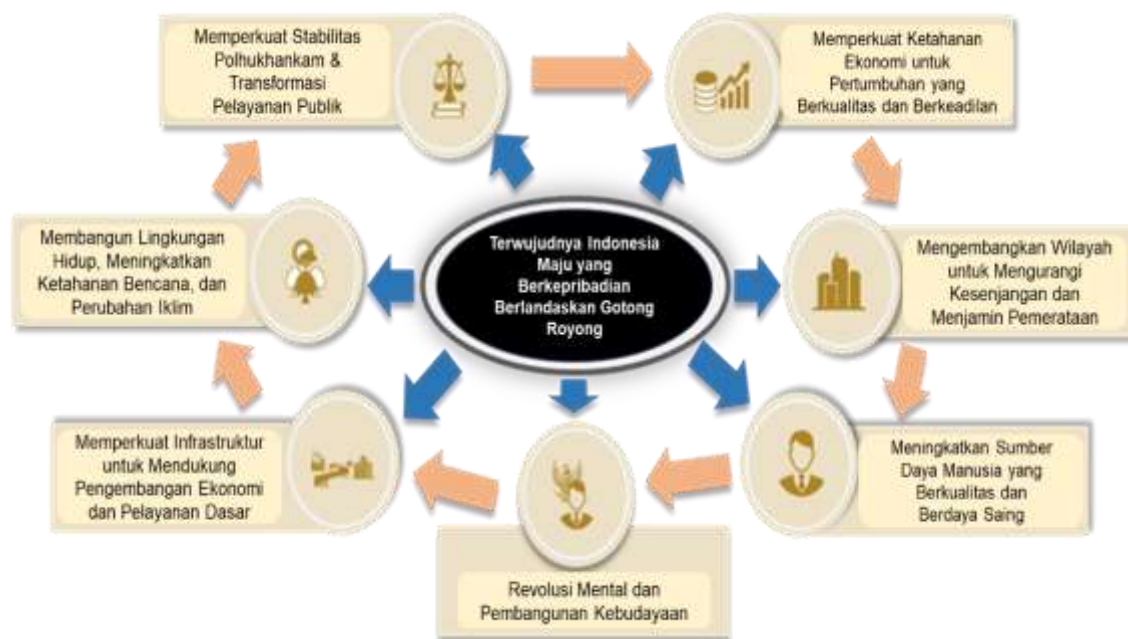 Memperkuat Stabilitas
Polhukhankam &
Transformasi
Pelayanan Publik
Memperkuat Ketahanan
Ekonomi untuk
Pertumbuhan yang
Berkualitas dan Berkeadilan
Membangun Lingkungan
Hidup, Meningkatkan
Ketahanan Bencana, dan
Perubahan Iklim
Terwujudnya Indonesia
Maju yang
Berkepribadian
Berlandaskan Gotong
Royong
Mengembangkan Wilayah
untuk Mengurangi
Kesenjangan dan
Menjamin Pemerataan
Memperkuat Infrastruktur
untuk Mendukung
Pengembangan Ekonomi
dan Pelayanan Dasar
Meningkatkan Sumber
Daya Manusia yang
Berkualitas dan
Berdaya Saing
Revolusi Mental dan
Pembangunan Kebudayaan